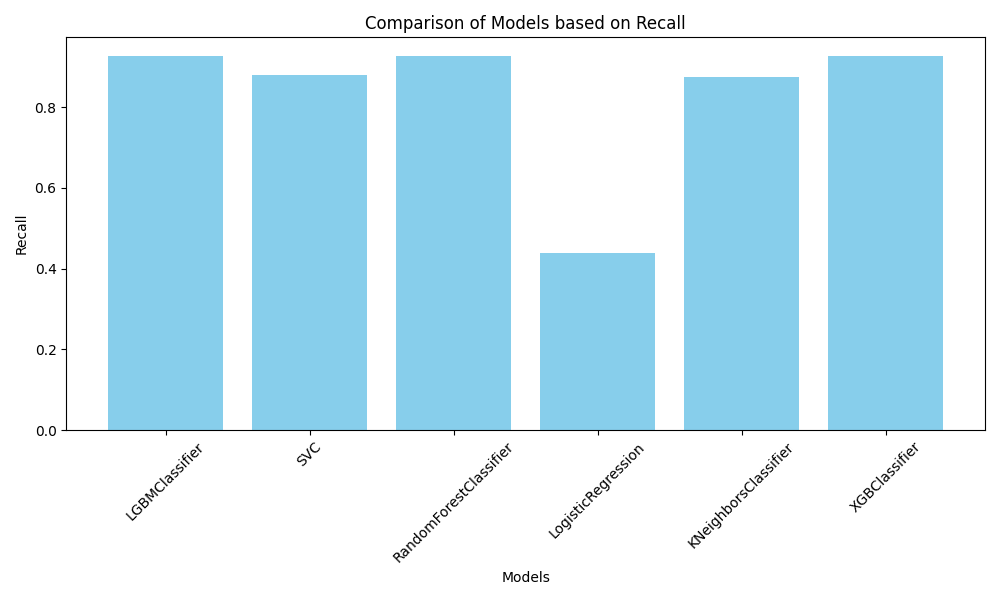 Comparison of Models based on Recall
Recall
0.8
0.6
0.4
0.2
0.0
LGBMClassifier
SVC
RandomForestClassifier
LogisticRegression
KNeighborsClassifier
XGBClassifier
Models